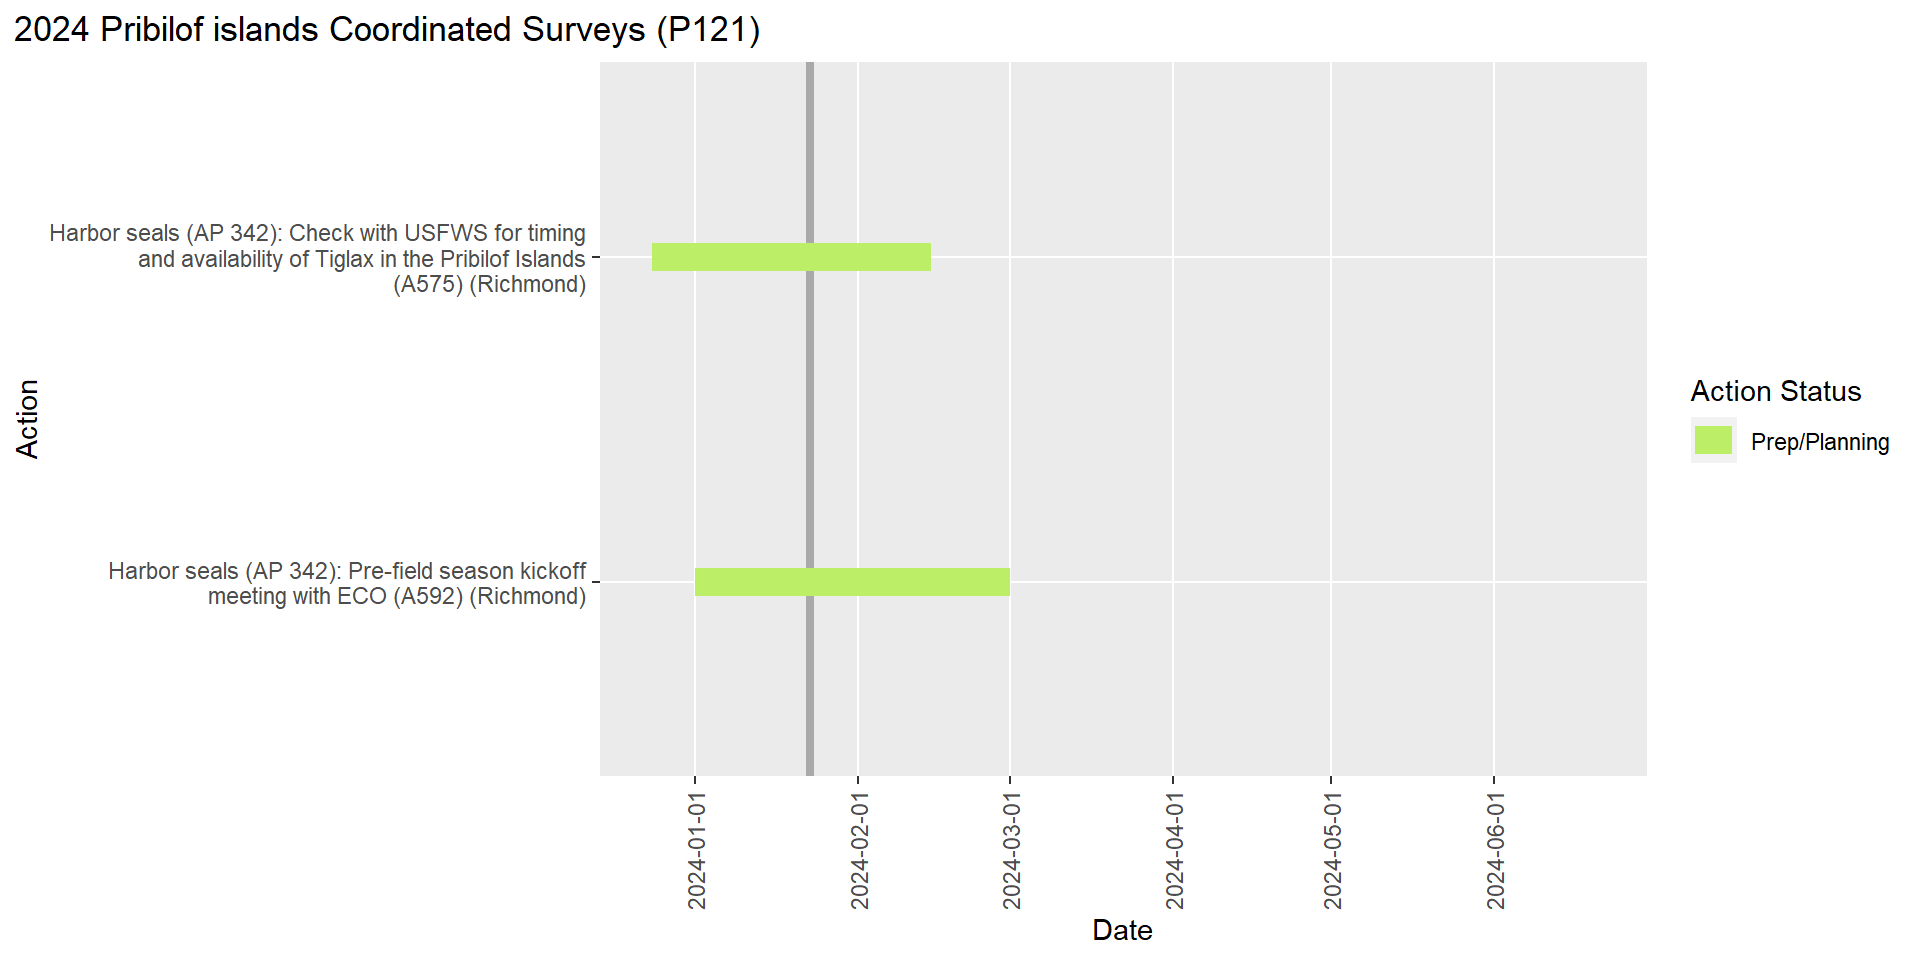 2024 Pribilof islands Coordinated Surveys (P121)
Action
Harbor seals (AP 342): Check with USFWS for timing
and availability of Tiglax in the Pribilof Islands
(A575) (Richmond)
Harbor seals (AP 342): Pre-field season kickoff
meeting with ECO (A592) (Richmond)
2024-01-01
2024-02-01
2024-03-01
2024-04-01
2024-05-01
2024-06-01
Date
Action Status
Prep/Planning